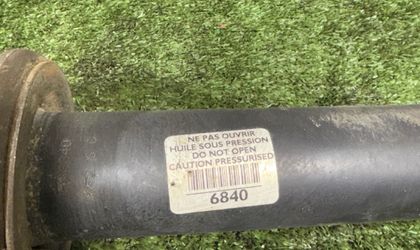 NE PAS OUVRIR
HUILE SOUS PRESSION
DO NOT OPEN
CAUTION PRESSURISED
6840